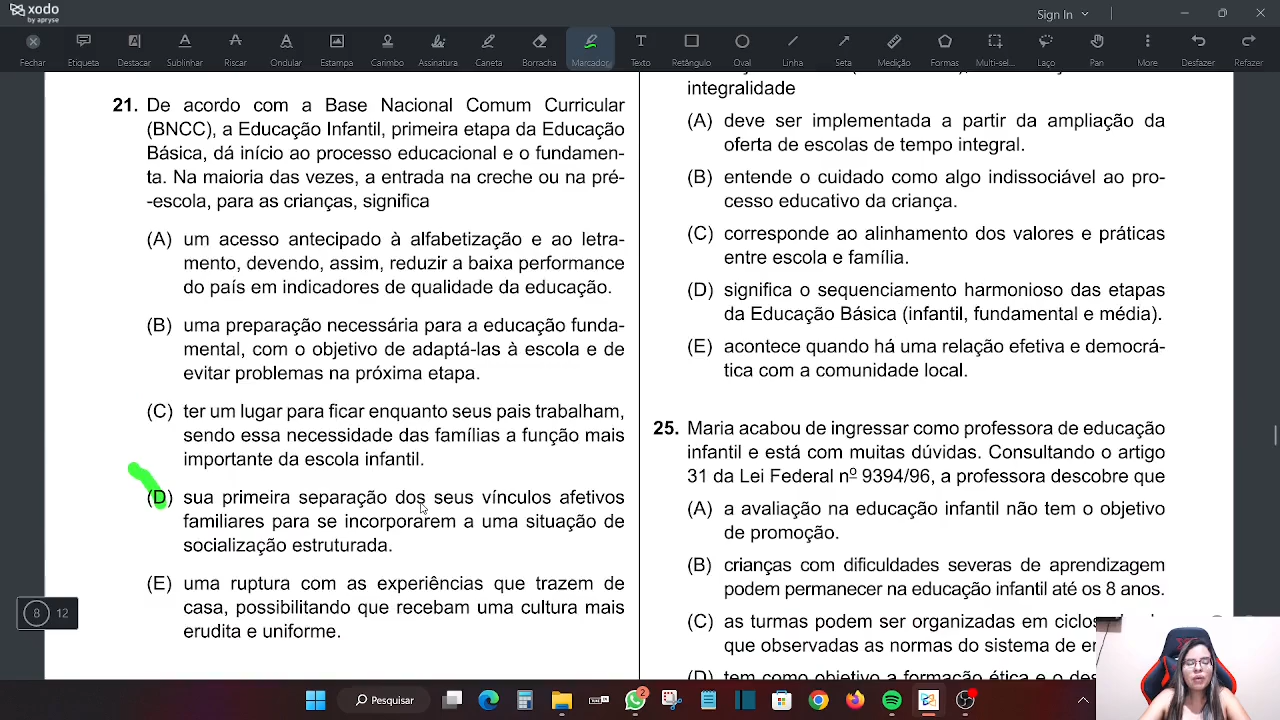 xodo
by apryse
Sign In
Fechar
Etiqueta
Destacar
Sublinhar
Riscar
Ondular
Estampa
Carimbo
Assinatura
Caneta
Borracha
Marcador
Texto
Retângulo
Oval
Linha
Seta
Medição
Formas
Multi-sel...
Laço
Pan
More
Desfazer
Refazer
21. De acordo com a Base Nacional Comum Curricular
(BNCC), a Educação Infantil, primeira etapa da Educação
Básica, dá início ao processo educacional e o fundamen-
ta. Na maioria das vezes, a entrada na creche ou na pré-
-escola, para as crianças, significa
(A) um acesso antecipado à alfabetização e ao letra-
mento, devendo, assim, reduzir a baixa performance
do país em indicadores de qualidade da educação.
(B) uma preparação necessária para a educação funda-
mental, com o objetivo de adaptá-las à escola e de
evitar problemas na próxima etapa.
(C) ter um lugar para ficar enquanto seus pais trabalham,
sendo essa necessidade das famílias a função mais
importante da escola infantil.
(D) sua primeira separação dos seus vínculos afetivos
familiares para se incorporarem a uma situação de
socialização estruturada.
(E) uma ruptura com as experiências que trazem de
casa, possibilitando que recebam uma cultura mais
erudita e uniforme.
integralidade
(A) deve ser implementada a partir da ampliação da
oferta de escolas de tempo integral.
(B) entende o cuidado como algo indissociável ao pro-
cesso educativo da criança.
(C) corresponde ao alinhamento dos valores e práticas
entre escola e família.
(D) significa o sequenciamento harmonioso das etapas
da Educação Básica (infantil, fundamental e média).
(E) acontece quando há uma relação efetiva e democrá-
tica com a comunidade local.
25. Maria acabou de ingressar como professora de educação
infantil e está com muitas dúvidas. Consultando o artigo
31 da Lei Federal nº 9394/96, a professora descobre que
(A) a avaliação na educação infantil não tem o objetivo
de promoção.
(B) crianças com dificuldades severas de aprendizagem
podem permanecer na educação infantil até os 8 anos.
(C) as turmas podem ser organizadas em ciclos
que observadas as normas do sistema de
(D) tem como objetivo a formação ética e o
8 12
Pesquisar
2